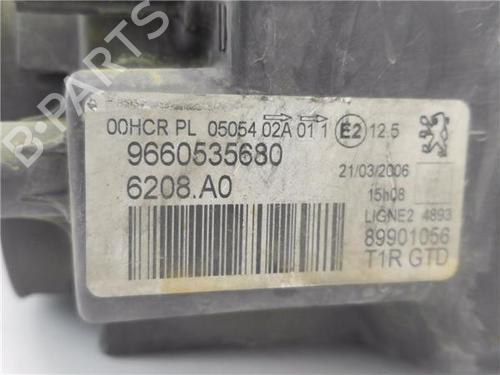 00HCR PL 05054 02A 01 1 E2 12.5
9660535680
6208.A0
21/03/2006
15h08
LIGNE2 4893
89901056
T1R GTD
B-PARTS